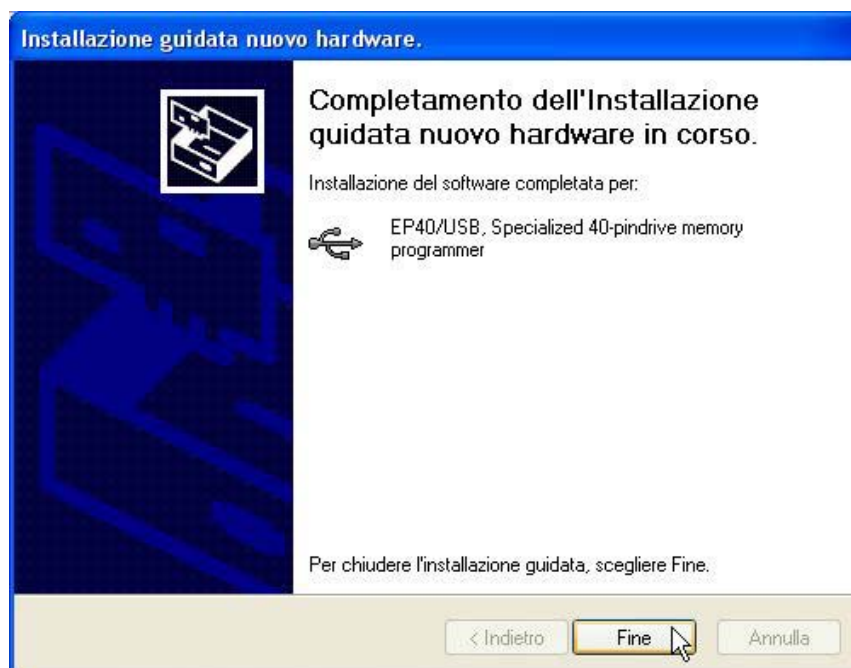 Installazione guidata nuovo hardware.
Completamento dell'Installazione
guidata nuovo hardware in corso.
Installazione del software completata per:
EP40/USB, Specialized 40-pindrive memory
programmer
Per chiudere l'installazione guidata, scegliere Fine.
< Indietro Fine Annulla